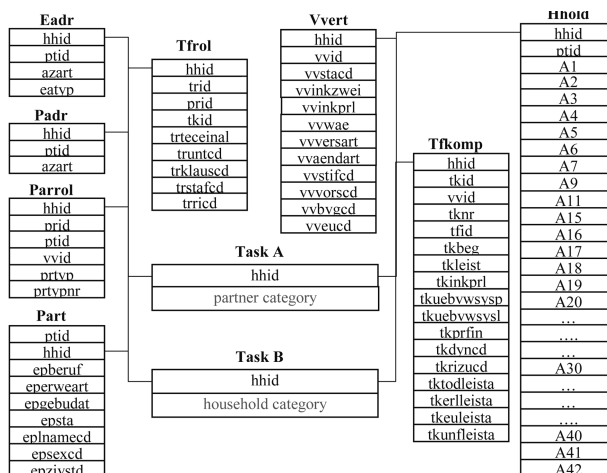 Eadr
hhid
ptid
azart
eatyp
Padr
hhid
ptid
azart
Parrol
hhid
prid
ptid
vvid
prtyp
prtypnr
Part
ptid
hhid
epberuf
eperweart
epgebudat
epsta
eplnamecd
epsexcd
epzivstd
Tfrol
hhid
trid
prid
tkid
trteceinal
truntcd
trklauscd
trstafcd
trricd
Task A
hhid
partner category
Task B
hhid
household category
Vvert
hhid
vvid
vvstacd
vvinkzwei
vvinkprl
vvwae
vvversart
vvaendart
vvstifcd
vvvorscd
vvbvgcd
vveucd
Tfkomp
hhid
tkid
vvid
tknr
tfid
tkbeg
tkleist
tkinkprl
tkuebvwsysp
tkuebvwsysl
tkprfin
tkdyncd
tkrizucd
tktodleista
tkerlleista
tkeuleista
tkunfleista
Hhold
hhid
ptid
A1
A2
A3
A4
A5
A6
A7
A9
A11
A15
A16
A17
A18
A19
A20
...
....
...
A30
...
...
....
A40
A41
A42